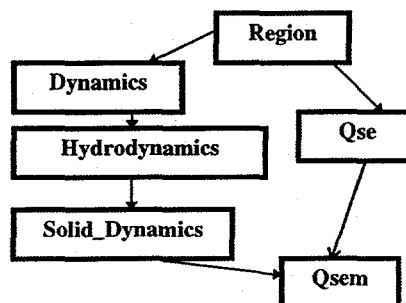 Region
Dynamics
Qse
Hydrodynamics
Solid_Dynamics
Qsem